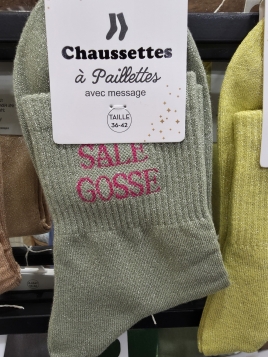 Chaussettes
à Paillettes
avec message
TAILLE
36-42
SALE
GOSSE